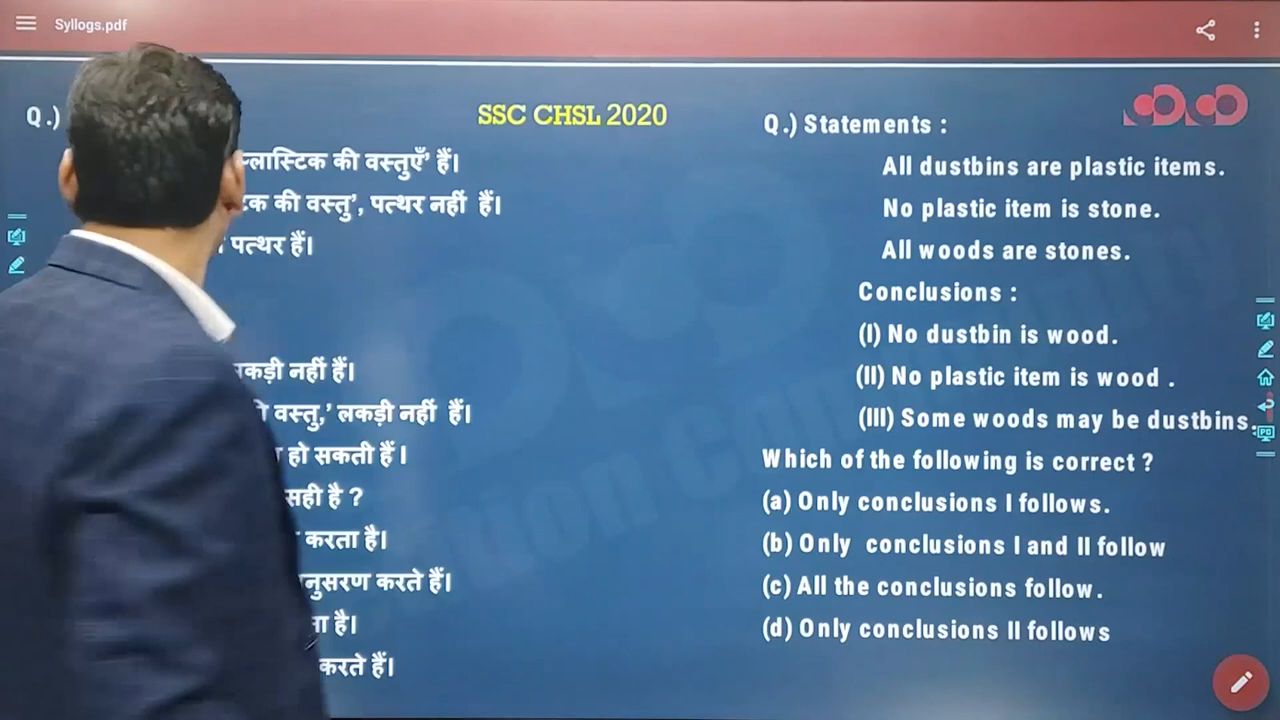 Syllogs.pdf
Q.)
SSC CHSL 2020
की वस्तुएँ’ हैं।
की वस्तु’, पत्थर नहीं हैं।
पत्थर हैं।
नहीं हैं।
वस्तु,’ लकड़ी नहीं हैं।
हो सकती हैं।
सही है ?
करता है।
करते हैं।
है।
करते हैं।
Q.) Statements :
All dustbins are plastic items.
No plastic item is stone.
All woods are stones.
Conclusions :
(I) No dustbin is wood.
(II) No plastic item is wood .
(III) Some woods may be dustbins.
Which of the following is correct ?
(a) Only conclusions I follows.
(b) Only conclusions I and II follow
(c) All the conclusions follow.
(d) Only conclusions II follows